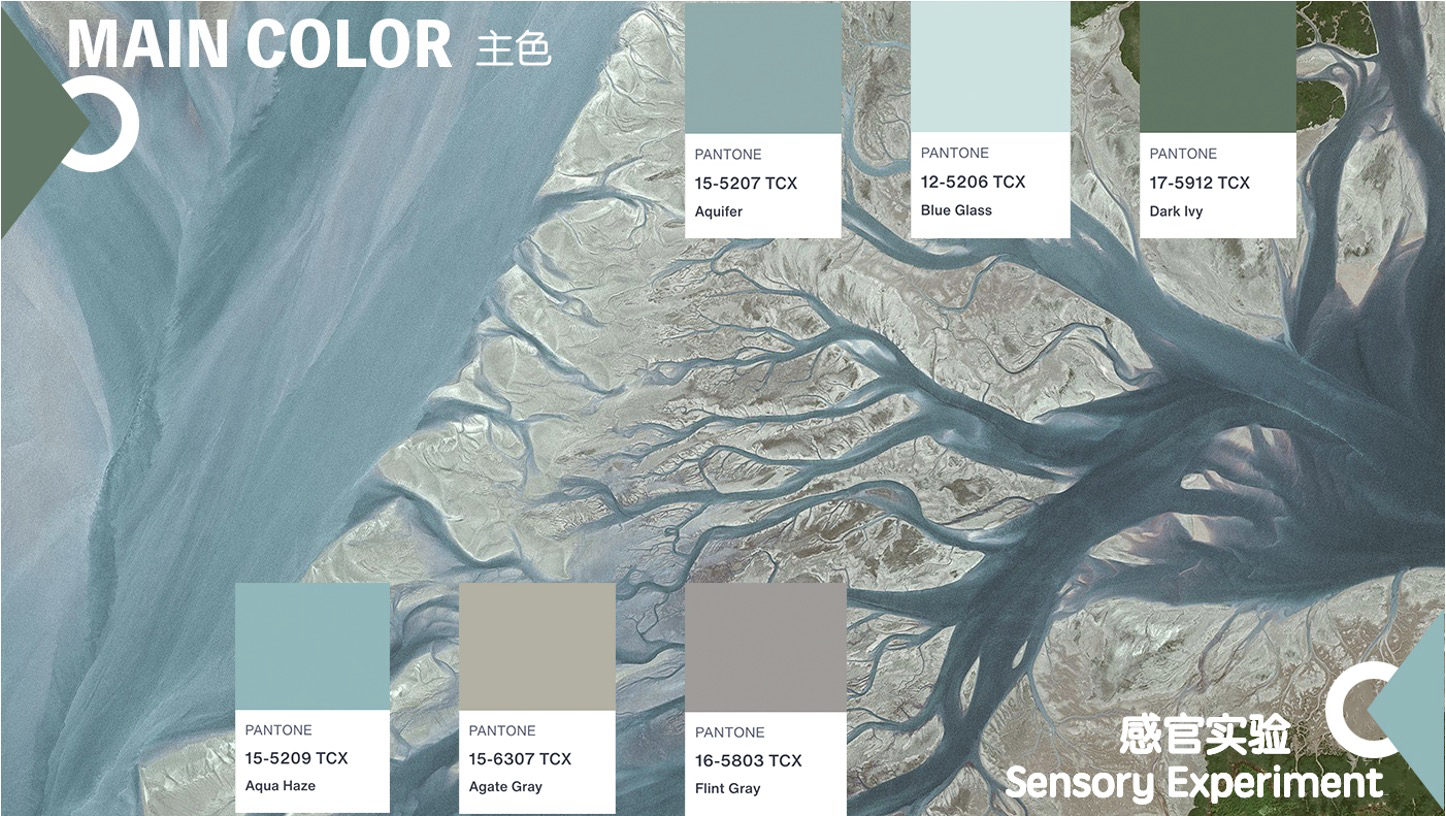 MAIN COLOR 主色
PANTONE
15-5207 TCX
Aquifer
PANTONE
12-5206 TCX
Blue Glass
PANTONE
17-5912 TCX
Dark Ivy
PANTONE
15-5209 TCX
Aqua Haze
PANTONE
15-6307 TCX
Agate Gray
PANTONE
16-5803 TCX
Flint Gray
感官实验
Sensory Experiment